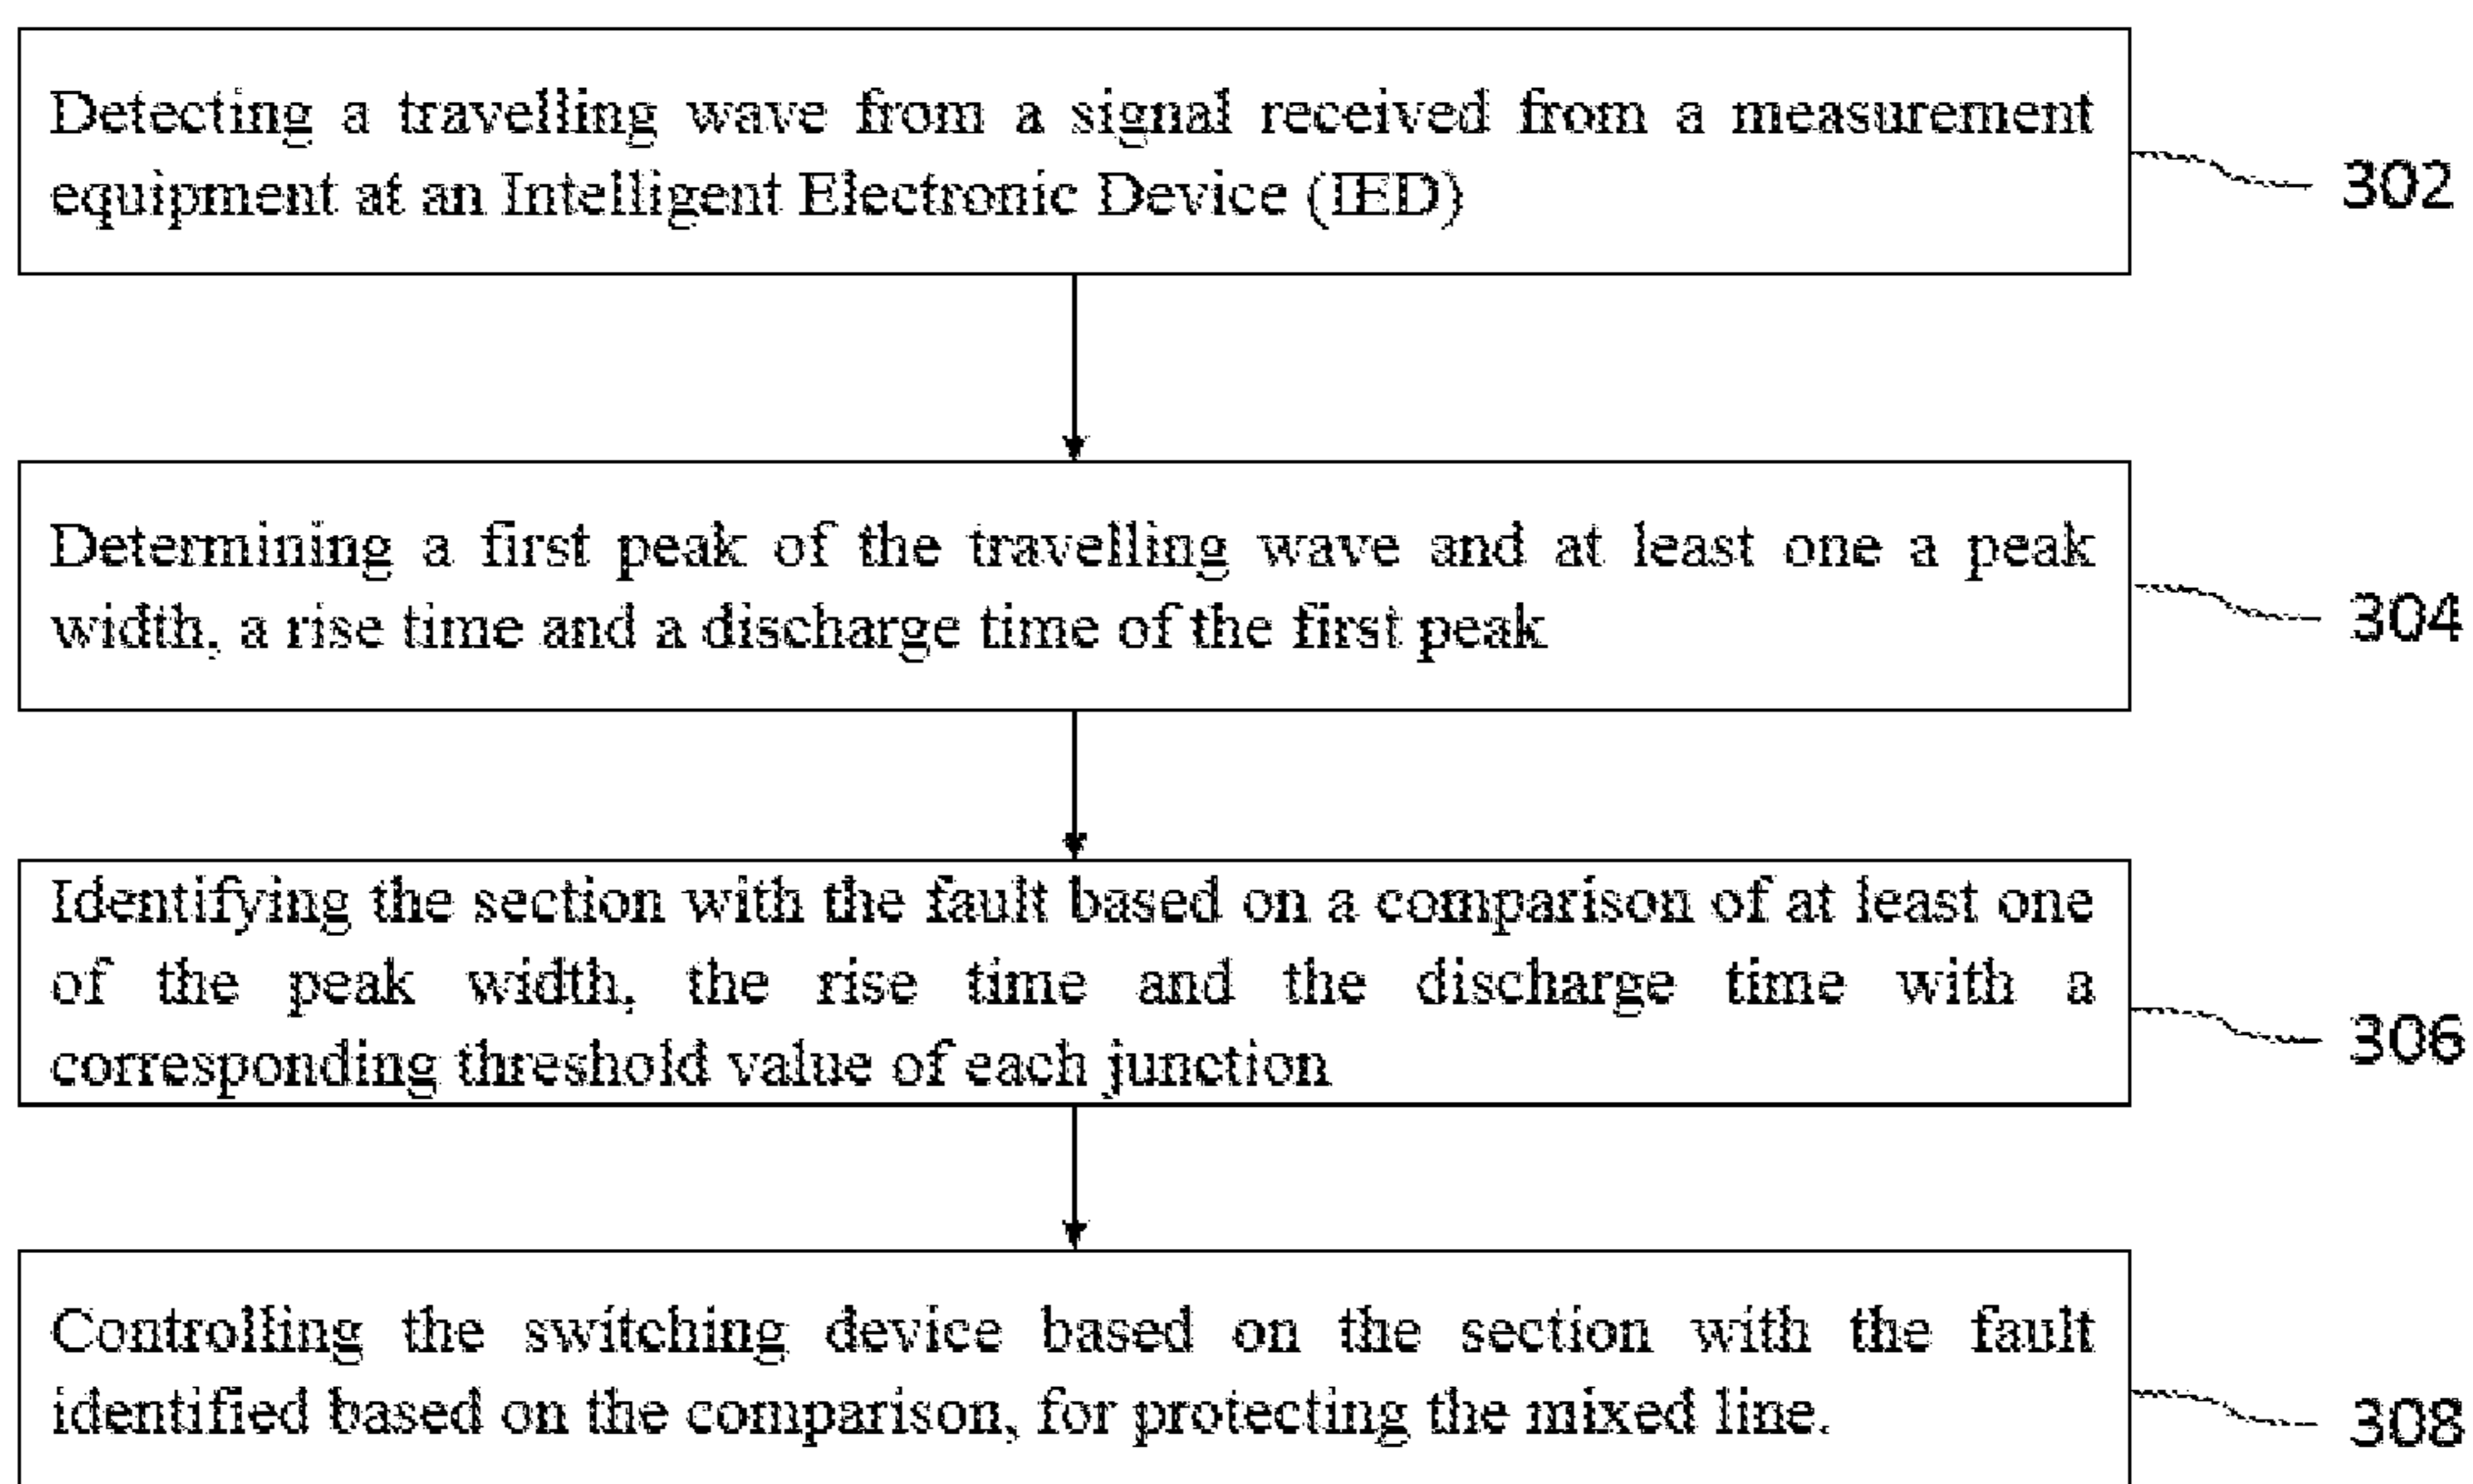 Detecting a travelling wave from a signal received from a measurement
equipment at an Intelligent Electronic Device (IED)
302
Determining a first peak of the travelling wave and at least one a peak
width, a rise time and a discharge time of the first peak
304
Identifying the section with the fault based on a comparison of at least one
of the peak width, the rise time and the discharge time with a
corresponding threshold value of each junction
306
Controlling the switching device based on the section with the fault
identified based on the comparison, for protecting the mixed line.
308